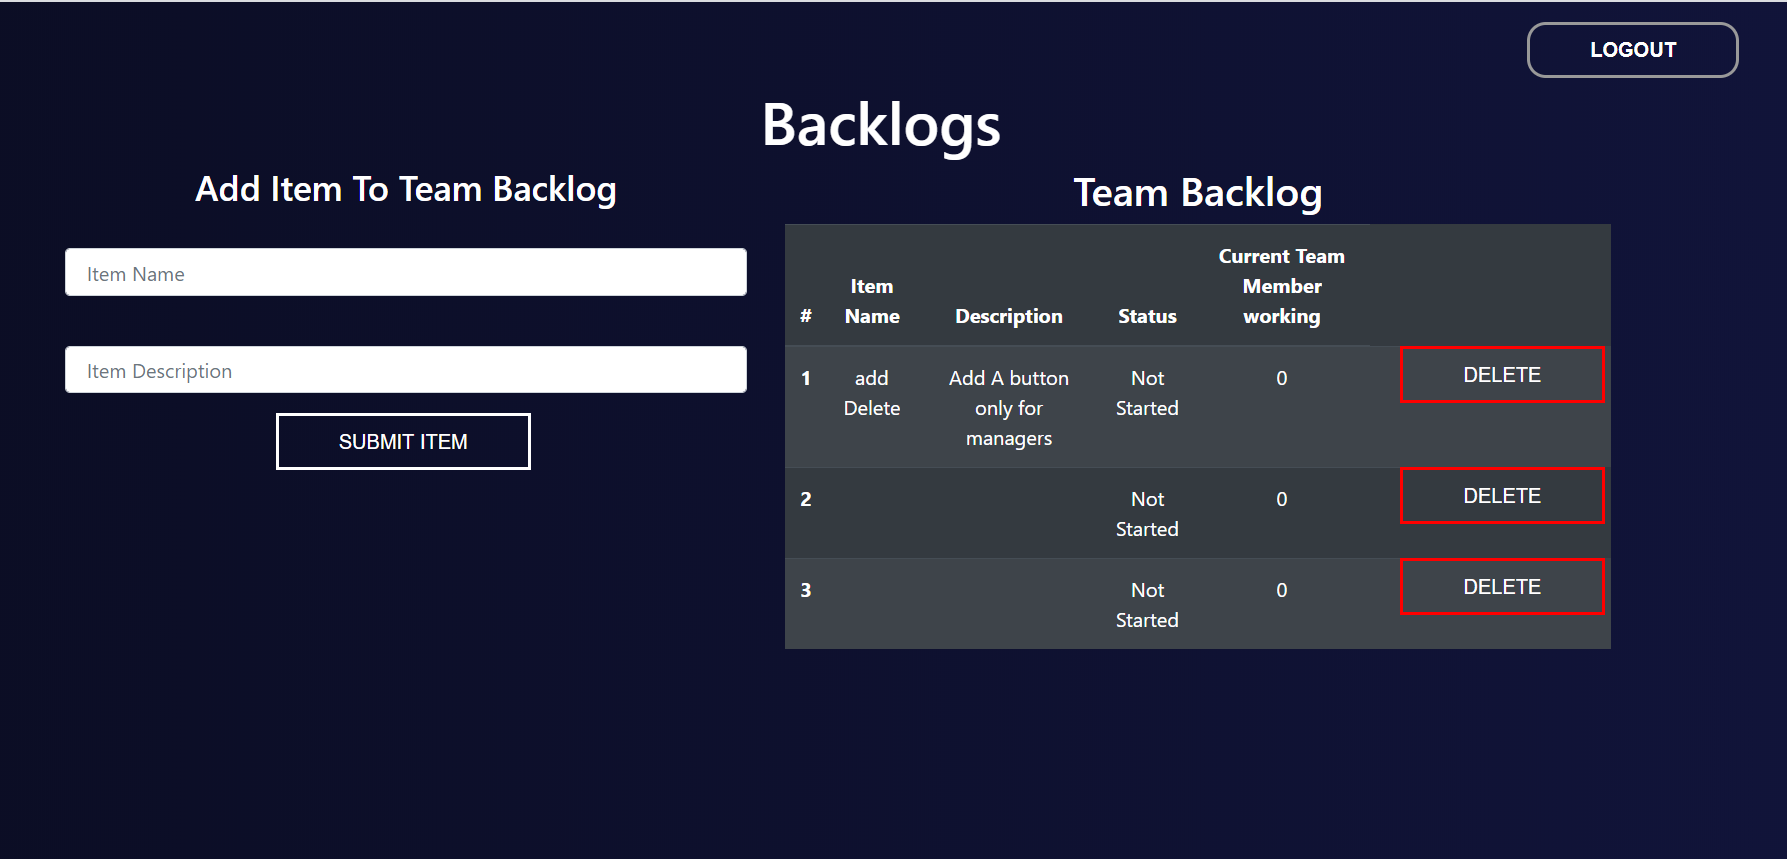 LOGOUT
Backlogs
Add Item To Team Backlog
Item Name
Item Description
SUBMIT ITEM
Team Backlog
# Item Name Description Status Current Team Member working
1 add Delete Add A button only for managers Not Started 0 DELETE
2 Not Started 0 DELETE
3 Not Started 0 DELETE